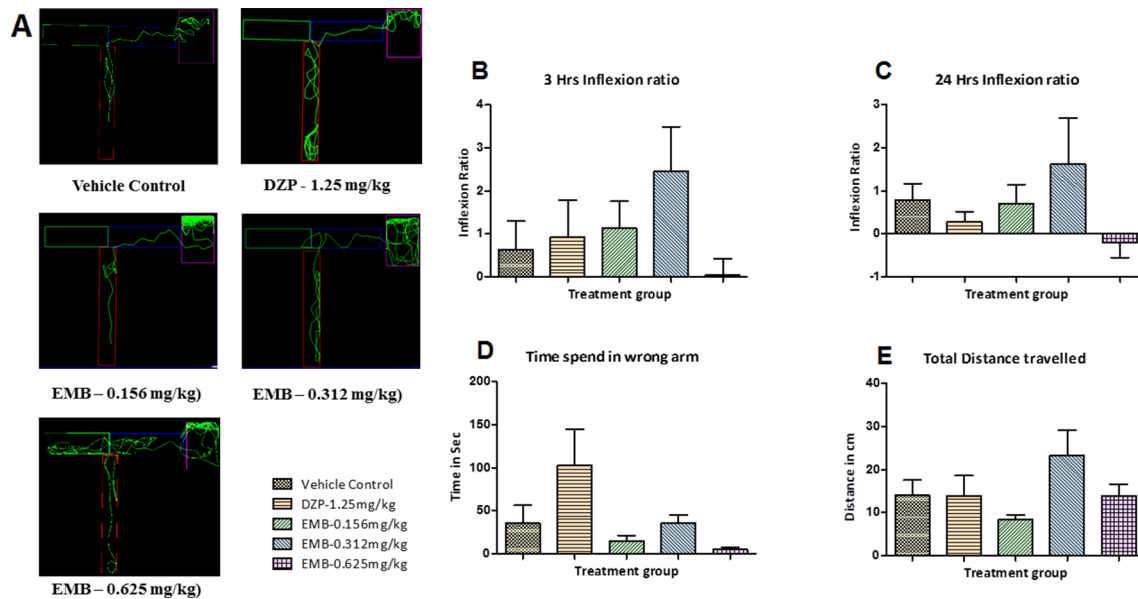 A
Vehicle Control
DZP - 1.25 mg/kg
EMB – 0.156 mg/kg)
EMB – 0.312 mg/kg)
EMB – 0.625 mg/kg)
Vehicle Control
DZP-1.25mg/kg
EMB-0.156mg/kg
EMB-0.312mg/kg
EMB-0.625mg/kg
B
3 Hrs Inflexion ratio
Inflexion Ratio
4
3
2
1
0
Treatment group
C
24 Hrs Inflexion ratio
Inflexion Ratio
3
2
1
0
-1
Treatment group
D
Time spend in wrong arm
Time in Sec
200
150
100
50
0
Treatment group
E
Total Distance travelled
Distance in cm
40
30
20
10
0
Treatment group